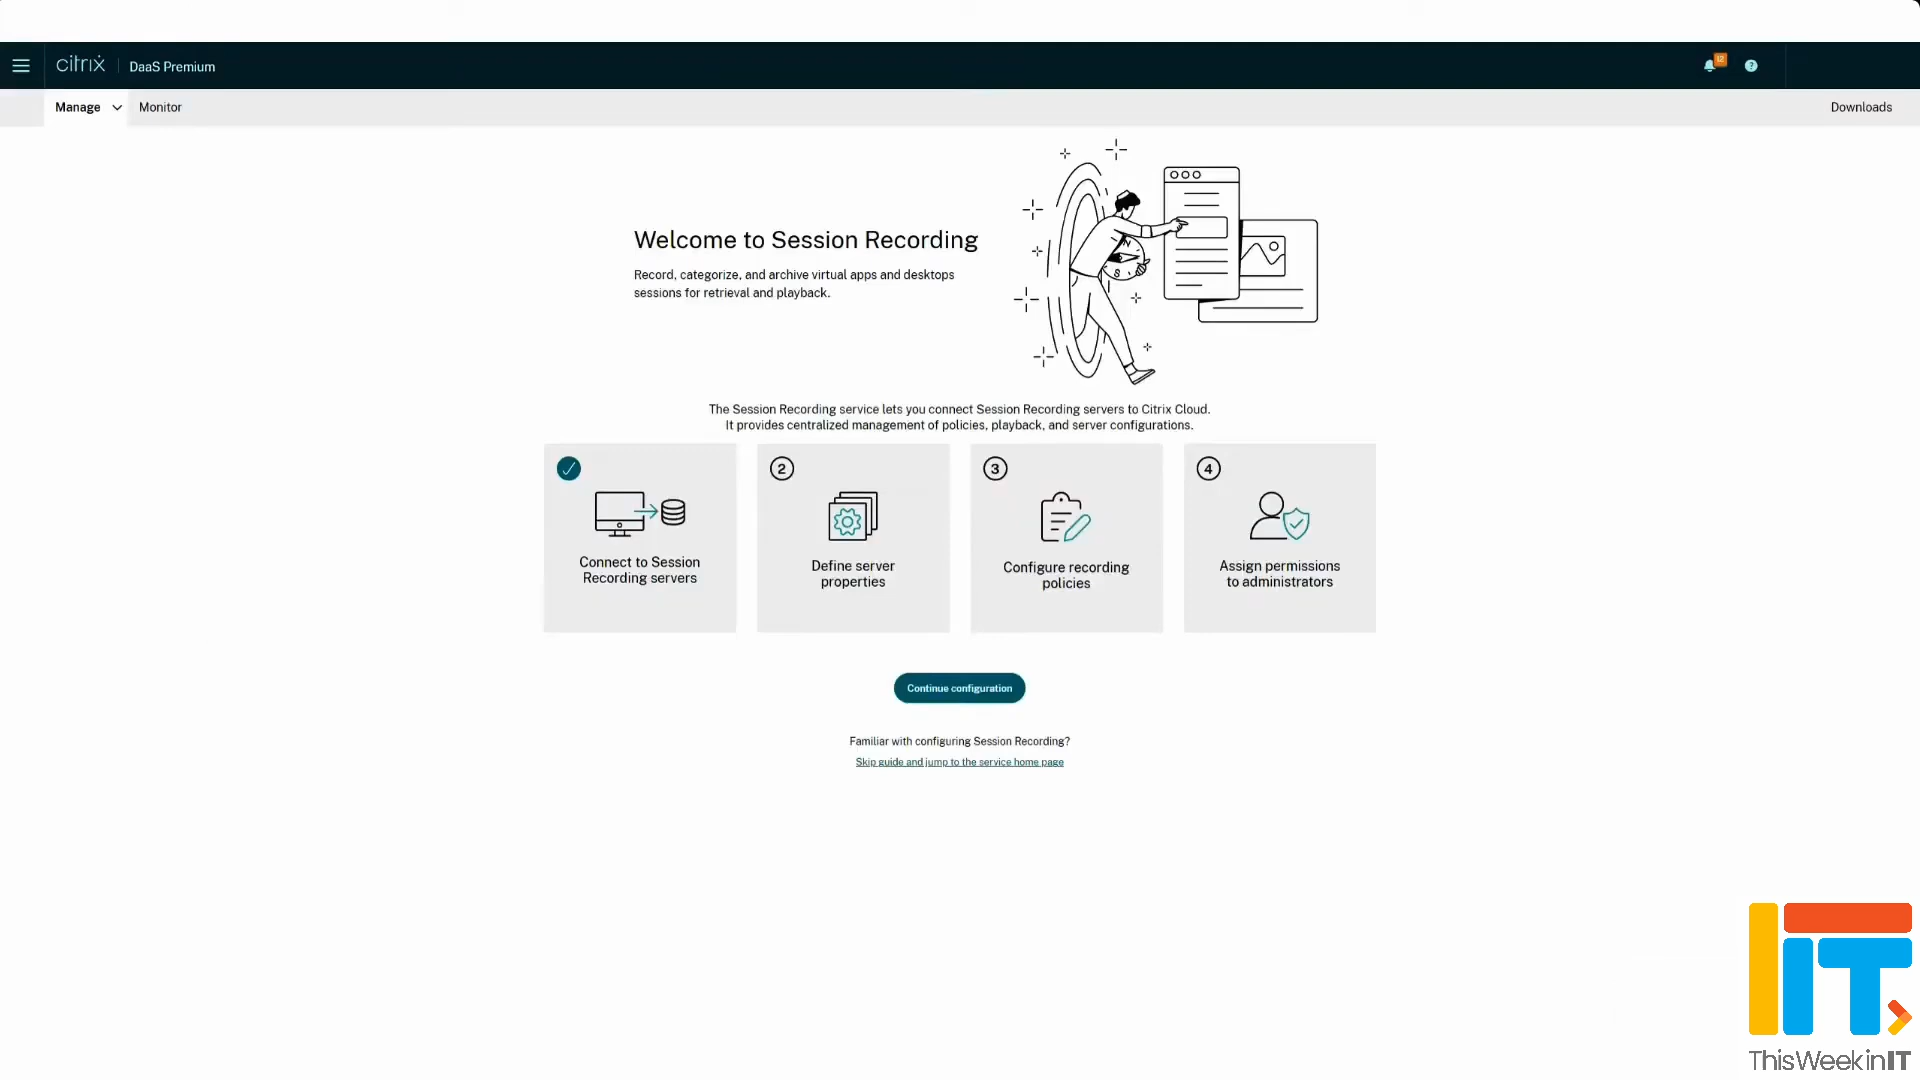 citrix
DaaS Premium
12
?
Manage
Monitor
Downloads
Welcome to Session Recording
Record, categorize, and archive virtual apps and desktops
sessions for retrieval and playback.
N
S
The Session Recording service lets you connect Session Recording servers to Citrix Cloud.
It provides centralized management of policies, playback, and server configurations.
Connect to Session
Recording servers
2
Define server
properties
3
Configure recording
policies
4
Assign permissions
to administrators
Continue configuration
Familiar with configuring Session Recording?
Skip guide and jump to the service home page
IT
ThisWeekinIT